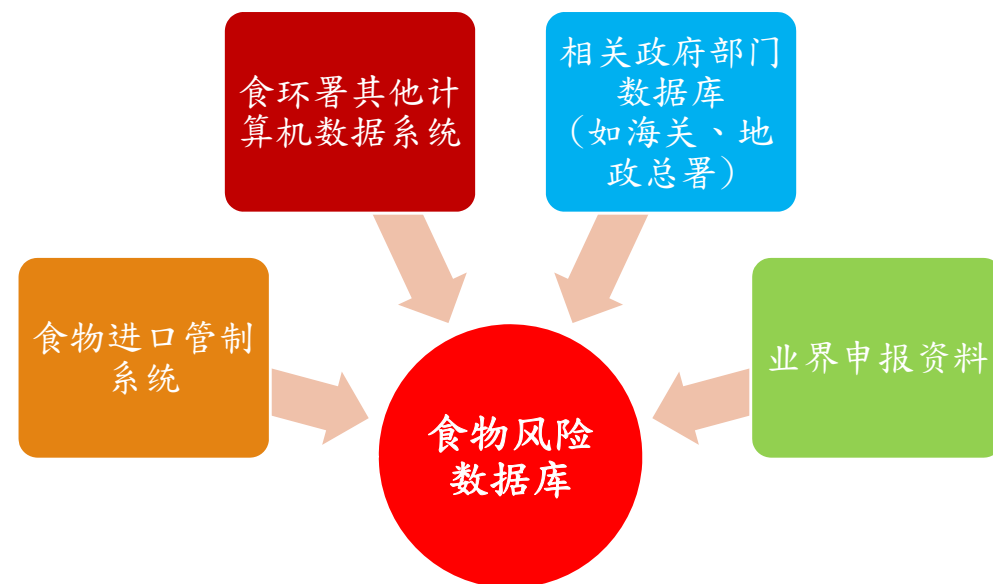 食环署其他计
算机数据系统
相关政府部门
数据库
（如海关、地
政总署）
食物进口管制
系统
业界申报资料
食物风险
数据库